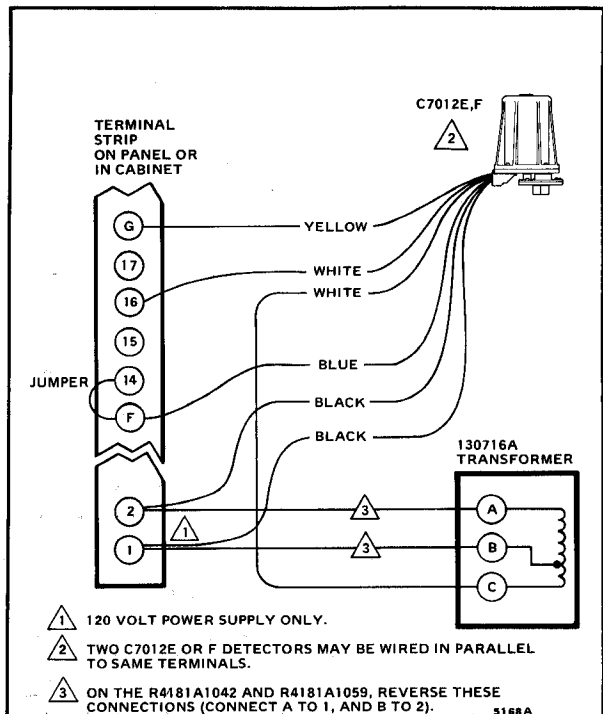 C7012E,F
2
TERMINAL
STRIP
ON PANEL OR
IN CABINET
G
YELLOW
17
WHITE
16
WHITE
15
JUMPER
14
BLUE
F
BLACK
BLACK
130716A
TRANSFORMER
2
3
A
1
1
3
B
C
1 120 VOLT POWER SUPPLY ONLY.
2 TWO C7012E OR F DETECTORS MAY BE WIRED IN PARALLEL
TO SAME TERMINALS.
3 ON THE R4181A1042 AND R4181A1059, REVERSE THESE
CONNECTIONS (CONNECT A TO 1, AND B TO 2).
5168A